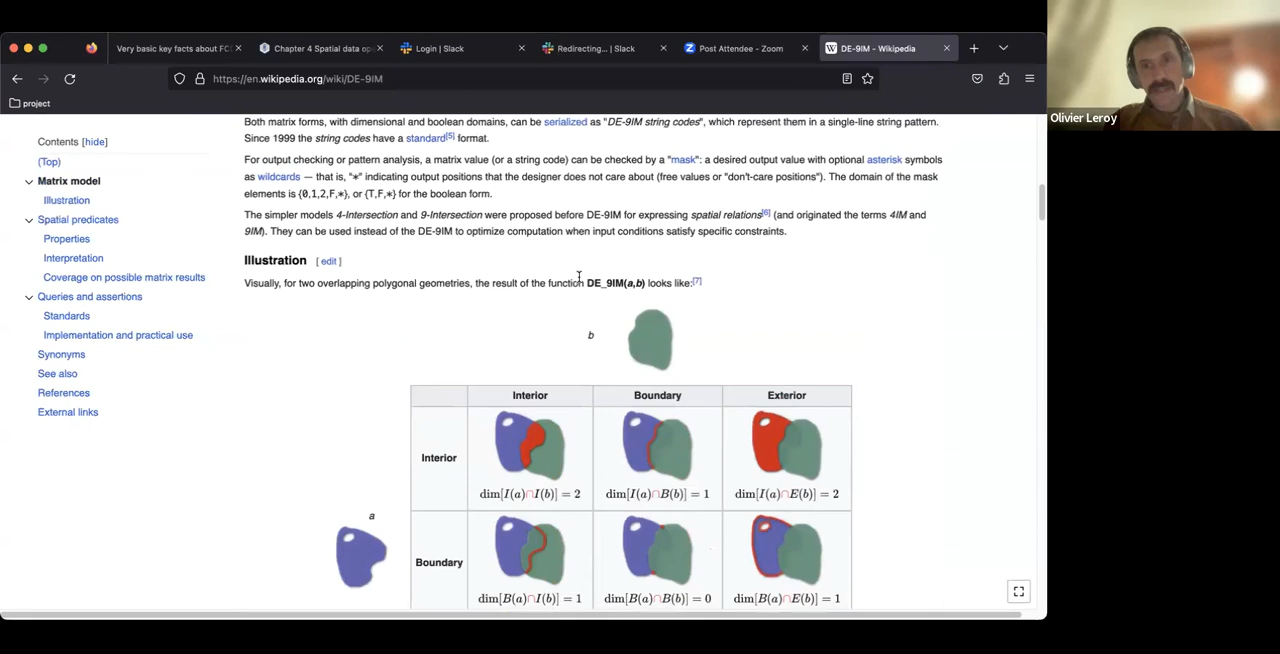 Very basic key facts about FC
Chapter 4 Spatial data op
Login | Slack
Redirecting... | Slack
Post Attendee - Zoom
DE-9IM - Wikipedia
https://en.wikipedia.org/wiki/DE-9IM
project
Olivier Leroy
Contents [hide]
(Top)
Matrix model
Illustration
Spatial predicates
Properties
Interpretation
Coverage on possible matrix results
Queries and assertions
Standards
Implementation and practical use
Synonyms
See also
References
External links
Both matrix forms, with dimensional and boolean domains, can be serialized as "DE-9IM string codes", which represent them in a single-line string pattern.
Since 1999 the string codes have a standard[5] format.
For output checking or pattern analysis, a matrix value (or a string code) can be checked by a "mask": a desired output value with optional asterisk symbols
as wildcards — that is, "*" indicating output positions that the designer does not care about (free values or "don't-care positions"). The domain of the mask
elements is {0,1,2,F,*}, or {T,F,*} for the boolean form.
The simpler models 4-Intersection and 9-Intersection were proposed before DE-9IM for expressing spatial relations[6] (and originated the terms 4IM and
9IM). They can be used instead of the DE-9IM to optimize computation when input conditions satisfy specific constraints.
Illustration [ edit ]
Visually, for two overlapping polygonal geometries, the result of the function DE_9IM(a,b) looks like:[7]
b
Interior Boundary Exterior
Interior
dim[I(a)∩I(b)] = 2 dim[I(a)∩B(b)] = 1 dim[I(a)∩E(b)] = 2
a
Boundary
dim[B(a)∩I(b)] = 1 dim[B(a)∩B(b)] = 0 dim[B(a)∩E(b)] = 1